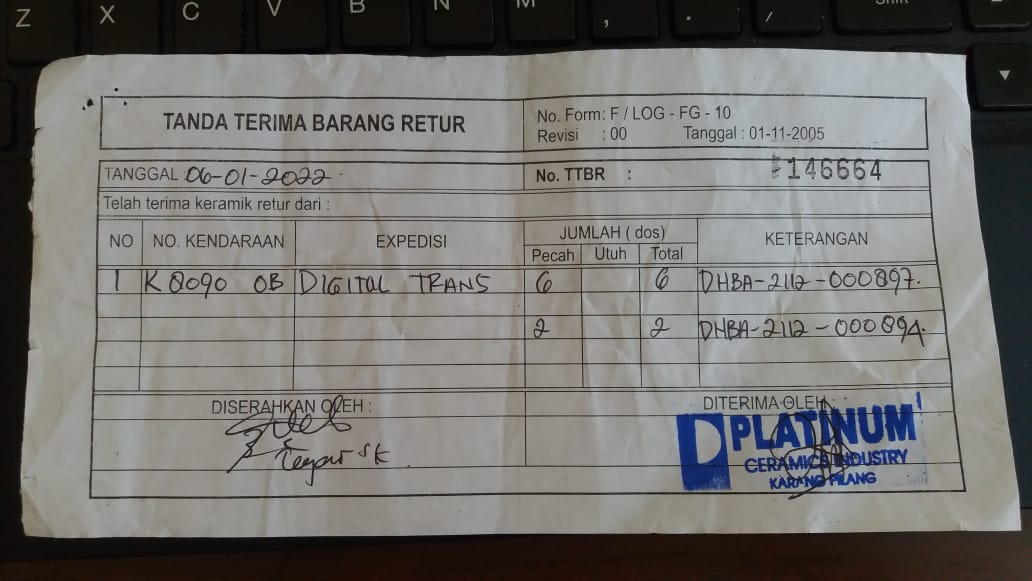 TANDA TERIMA BARANG RETUR
No. Form: F / LOG - FG - 10
Revisi : 00 Tanggal : 01-11-2005
TANGGAL : 06-01-2022
No. TTBR : 146664
Telah terima keramik retur dari :
NO NO. KENDARAAN EXPEDISI JUMLAH ( dos) KETERANGAN
Pecah Utuh Total
1 K 8090 OB DIGITAL TRANS 6 6 DHBA-2112-000897.
2 2 DHBA-2112-000894.
DISERAHKAN OLEH : DITERIMA OLEH :
PLATINUM
CERAMICS INDUSTRY
KARANG PILANG